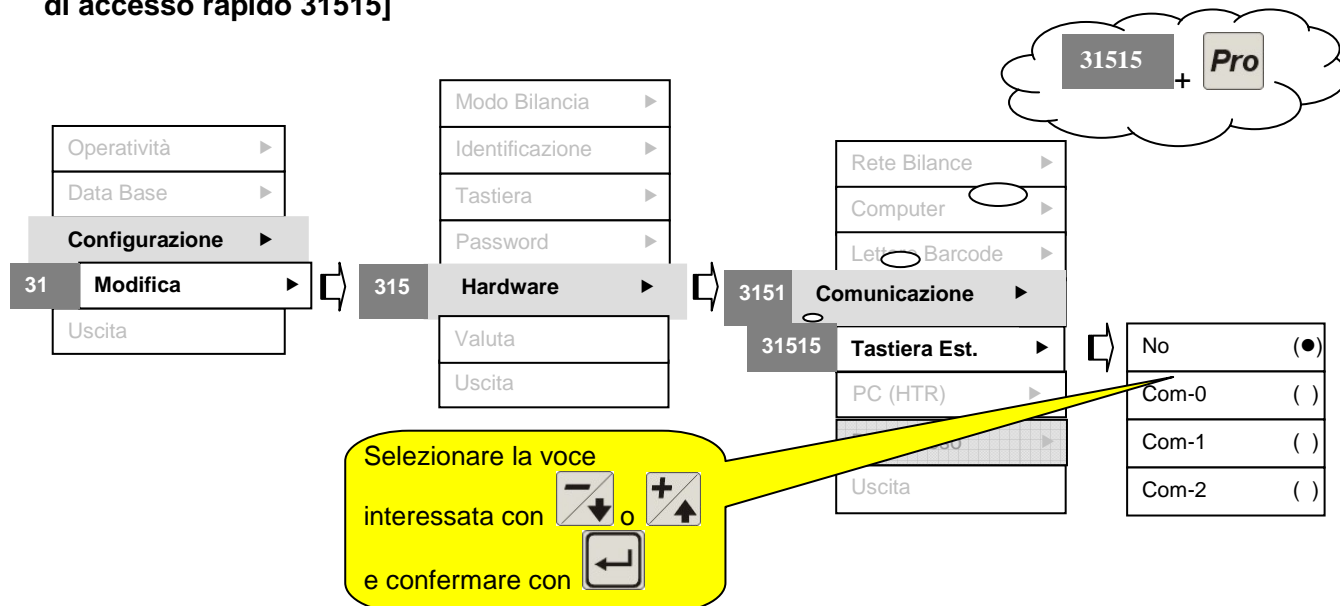 di accesso rapido 31515]
31515 + Pro
Operatività
Data Base
Configurazione
31 Modifica
Uscita
Modo Bilancia
Identificazione
Tastiera
Password
315 Hardware
Valuta
Uscita
Rete Bilance
Computer
Barcode
3151 Comunicazione
31515 Tastiera Est.
PC (HTR)
Uscita
No (●)
Com-0 ( )
Com-1 ( )
Com-2 ( )
Selezionare la voce
interessata con o
e confermare con